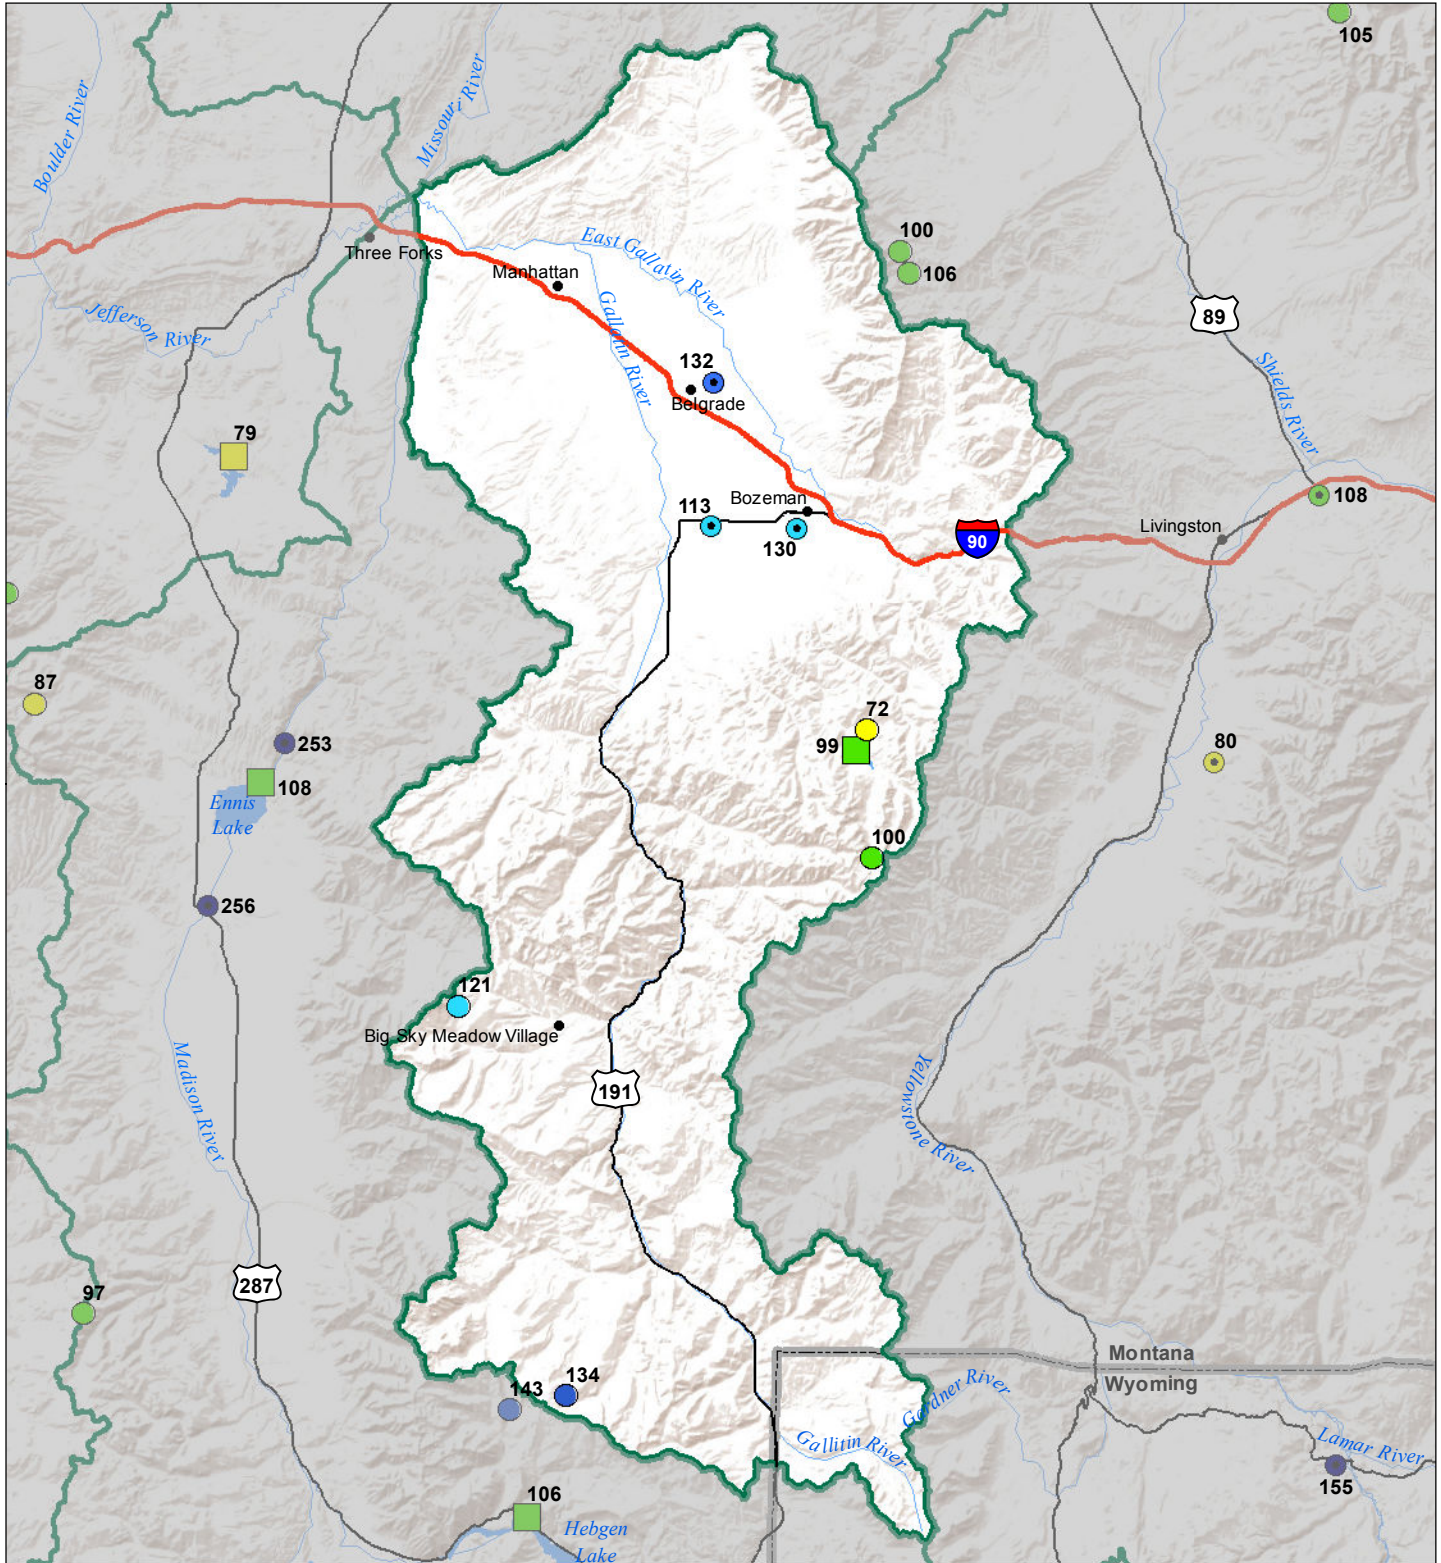 105
Boulder River
Missouri River
100
106
Three Forks
East Gallatin River
Manhattan
Gallatin River
Jefferson River
89
Shields River
132
Belgrade
79
113
Bozeman
130
90
Livingston
108
87
72
99
253
108
Ennis
Lake
80
100
256
121
Big Sky Meadow Village
Madison River
191
Yellowstone River
287
97
Montana
Wyoming
143
134
Gardner River
Gallitin River
Lamar River
155
106
Hebgen
Lake